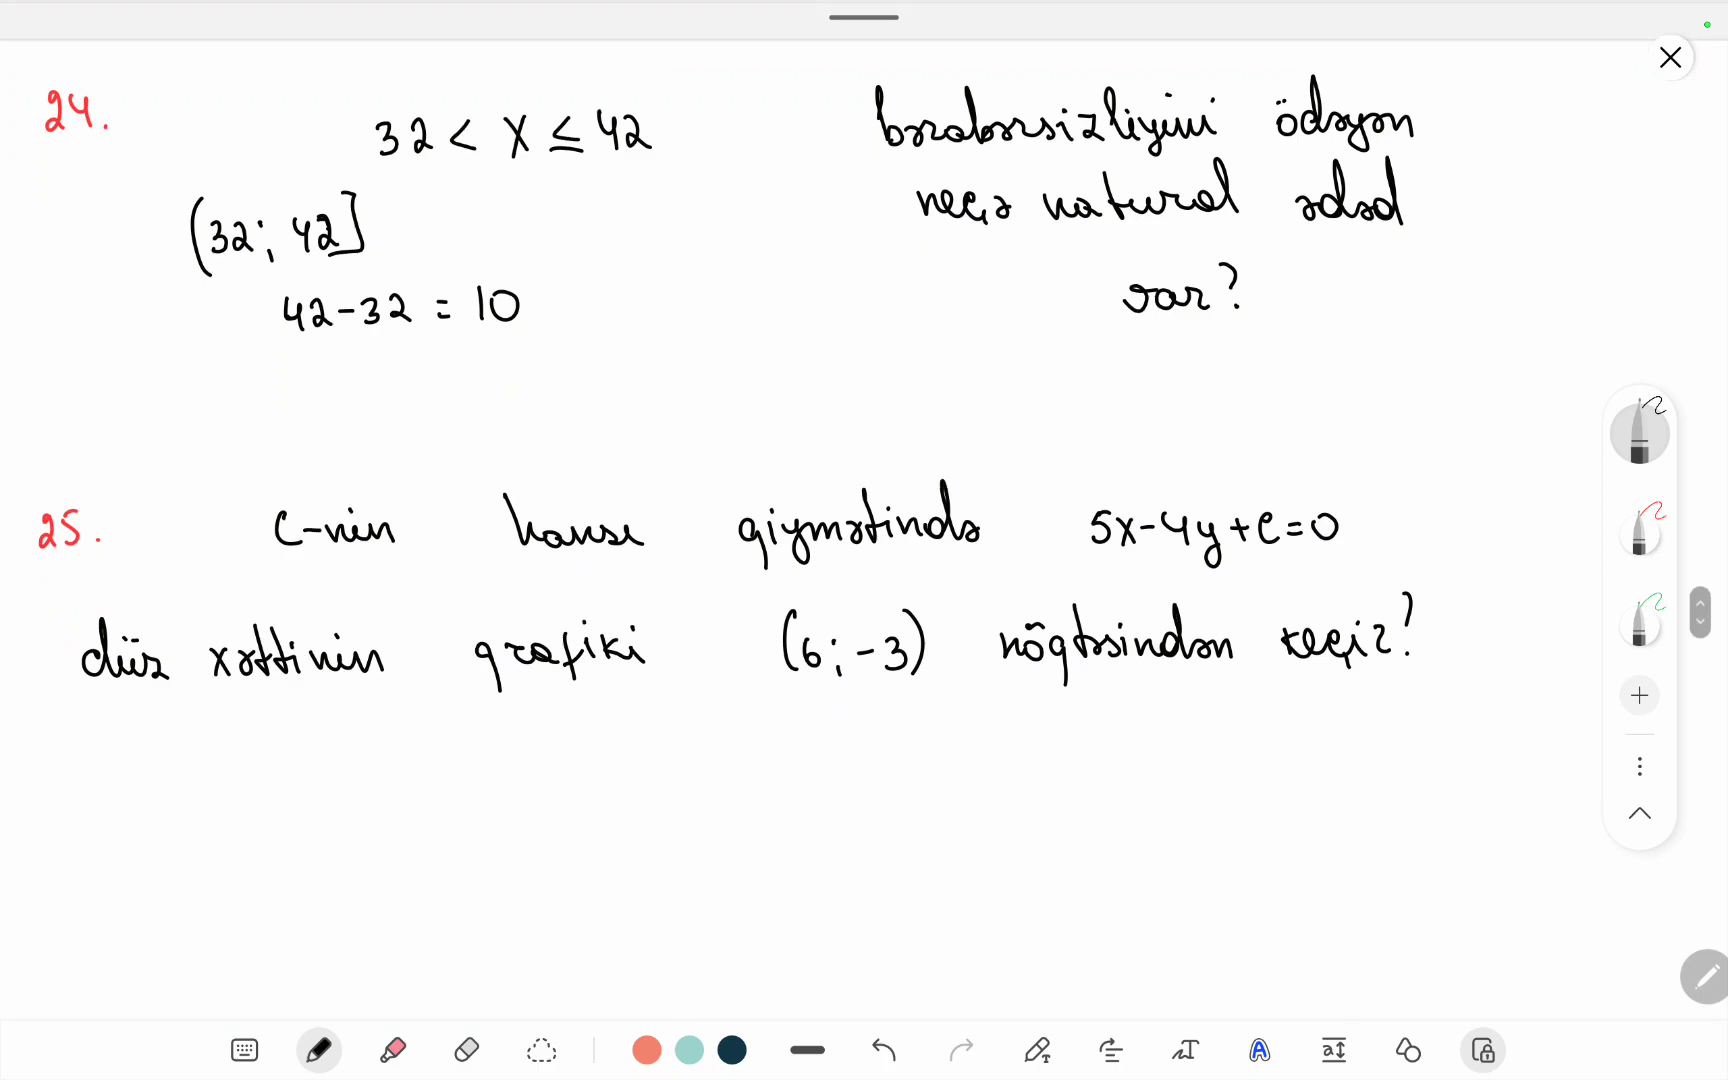 24. 32 < x ≤ 42 bərabərsizliyini ödəyən
neçə natural ədəd
(32; 42]
var?
42-32 = 10
25. C-nin hansı qiymətində 5x-4y+C=0
düz xəttinin qrafiki (6; -3) nöqtəsindən keçir?